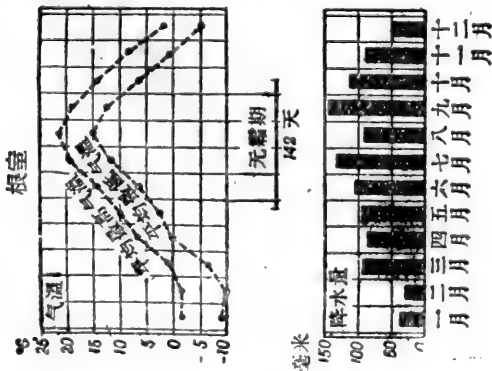 根室
℃
25
20
15
10
5
0
-5
-10
气温
平均最高气温
平均最低气温
无霜期
142天
毫米
150
100
50
0
降水量
一月
二月
三月
四月
五月
六月
七月
八月
九月
十月
十一月
十二月